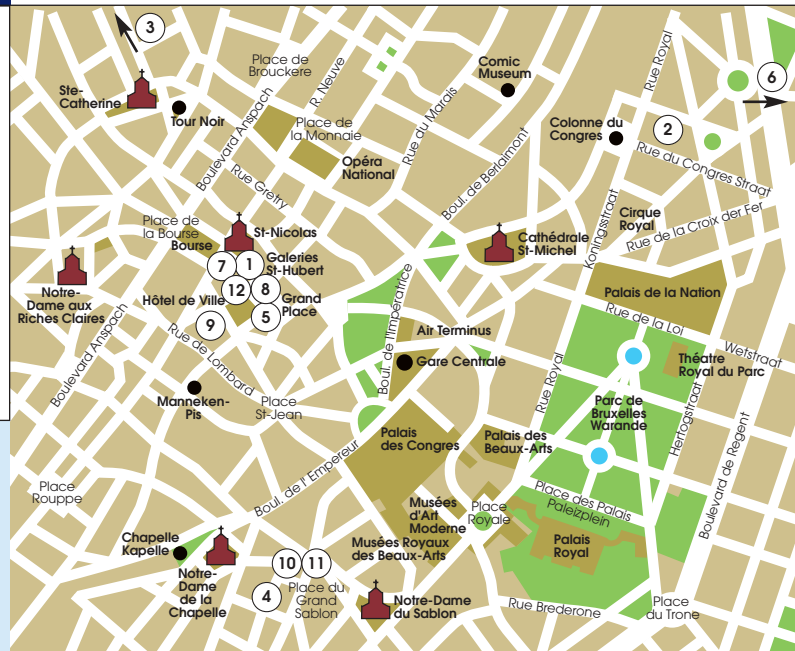 3
Place de
Brouckere
R. Neuve
Comic
Museum
Rue Royal
6
Ste-
Catherine
Tour Noir
Boulevard Anspach
Place de
la Monnaie
Rue du Marais
Colonne du
Congres
2
Rue du Congres Straat
Opéra
National
Rue Gretry
Boul. de Berlaimont
Place de
la Bourse
Bourse
St-Nicolas
Cathédrale
St-Michel
Koningsstraat
Cirque
Royal
Rue de la Croix der Fer
7
1
Galeries
St-Hubert
Notre-
Dame aux
Riches Claires
Hôtel de Ville
12
8
Grand
Place
5
9
Palais de la Nation
Rue de la Loi
Wetstraat
Boul. de l'Impératrice
Air Terminus
Gare Centrale
Théatre
Royal du Parc
Boulevard Anspach
Rue de Lombard
Manneken-
Pis
Place
St-Jean
Rue Royal
Parc de
Bruxelles
Warande
Hertogstraat
Boulevard de Regent
Palais
des Congres
Palais des
Beaux-Arts
Boul. de l' Empereur
Place
Rouppe
Place des Palais
Paleizplein
Musées
d'Art
Moderne
Place
Royale
Musées Royaux
des Beaux-Arts
Palais
Royal
Chapelle
Kapelle
Notre-
Dame
de la
Chapelle
10
11
4
Place du
Grand
Sablon
Notre-Dame
du Sablon
Rue Brederone
Place
du Trone